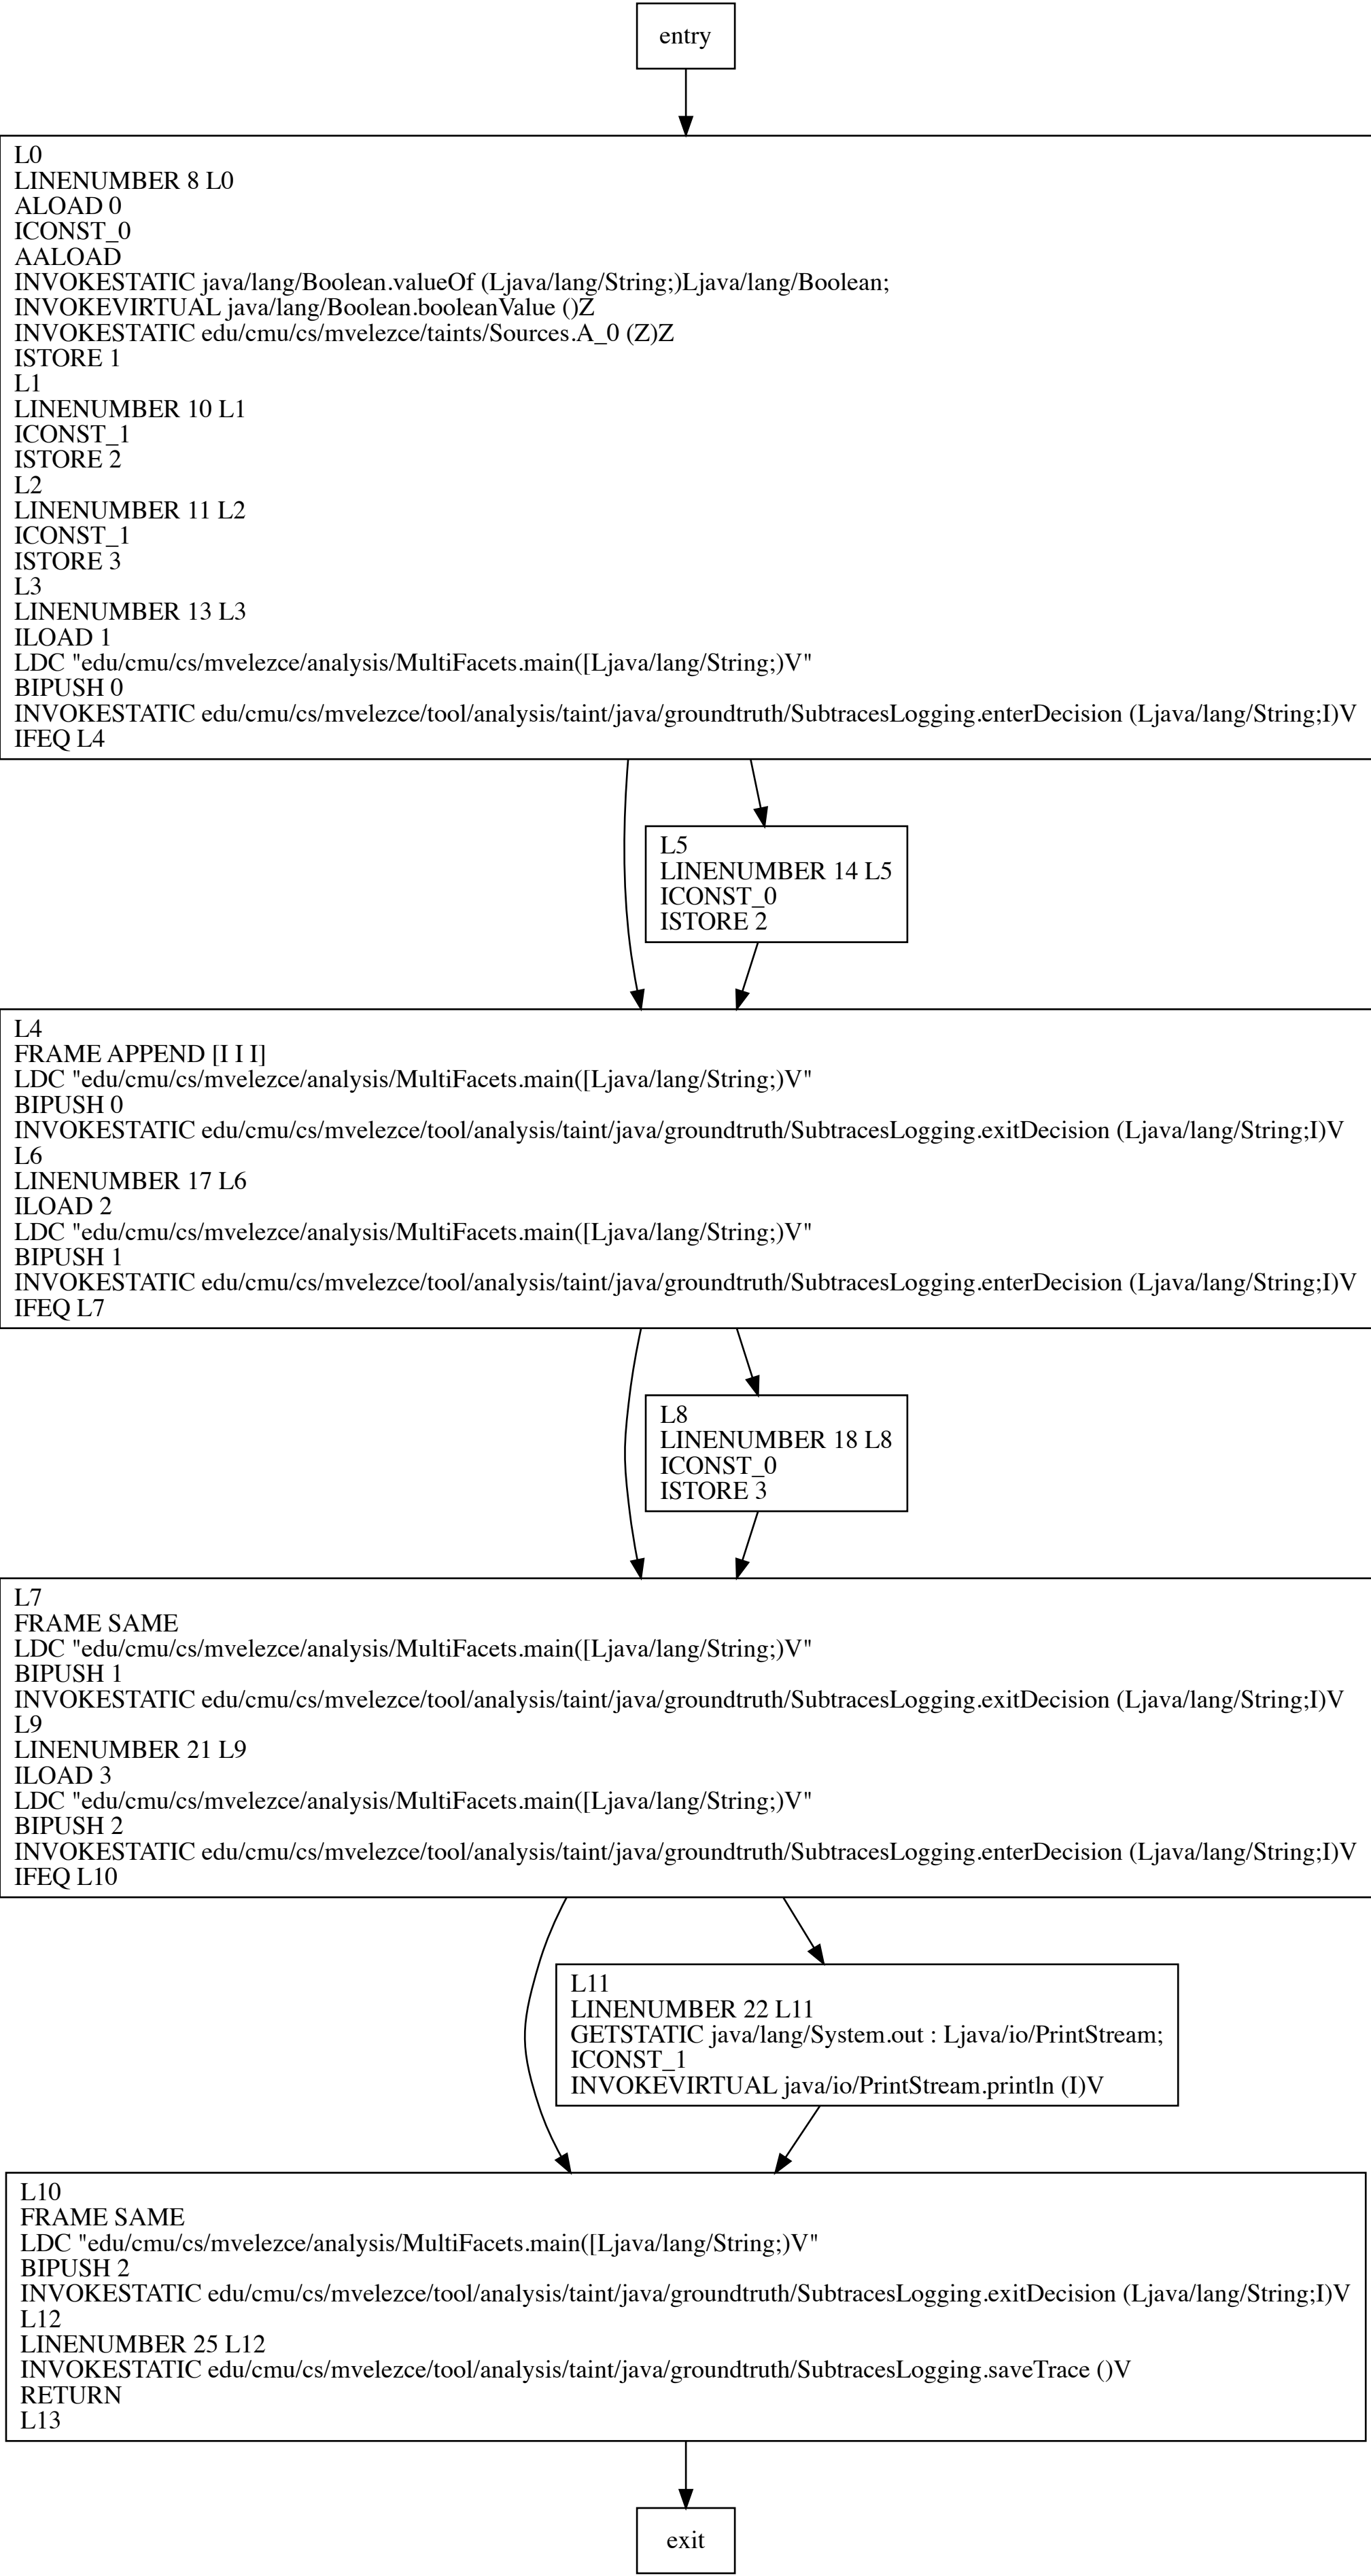 entry
L0
LINENUMBER 8 L0
ALOAD 0
ICONST_0
AALOAD
INVOKESTATIC java/lang/Boolean.valueOf (Ljava/lang/String;)Ljava/lang/Boolean;
INVOKEVIRTUAL java/lang/Boolean.booleanValue ()Z
INVOKESTATIC edu/cmu/cs/mvelezce/taints/Sources.A_0 (Z)Z
ISTORE 1
L1
LINENUMBER 10 L1
ICONST_1
ISTORE 2
L2
LINENUMBER 11 L2
ICONST_1
ISTORE 3
L3
LINENUMBER 13 L3
ILOAD 1
LDC "edu/cmu/cs/mvelezce/analysis/MultiFacets.main([Ljava/lang/String;)V"
BIPUSH 0
INVOKESTATIC edu/cmu/cs/mvelezce/tool/analysis/taint/java/groundtruth/SubtracesLogging.enterDecision (Ljava/lang/String;I)V
IFEQ L4
L5
LINENUMBER 14 L5
ICONST_0
ISTORE 2
L4
FRAME APPEND [I I I]
LDC "edu/cmu/cs/mvelezce/analysis/MultiFacets.main([Ljava/lang/String;)V"
BIPUSH 0
INVOKESTATIC edu/cmu/cs/mvelezce/tool/analysis/taint/java/groundtruth/SubtracesLogging.exitDecision (Ljava/lang/String;I)V
L6
LINENUMBER 17 L6
ILOAD 2
LDC "edu/cmu/cs/mvelezce/analysis/MultiFacets.main([Ljava/lang/String;)V"
BIPUSH 1
INVOKESTATIC edu/cmu/cs/mvelezce/tool/analysis/taint/java/groundtruth/SubtracesLogging.enterDecision (Ljava/lang/String;I)V
IFEQ L7
L8
LINENUMBER 18 L8
ICONST_0
ISTORE 3
L7
FRAME SAME
LDC "edu/cmu/cs/mvelezce/analysis/MultiFacets.main([Ljava/lang/String;)V"
BIPUSH 1
INVOKESTATIC edu/cmu/cs/mvelezce/tool/analysis/taint/java/groundtruth/SubtracesLogging.exitDecision (Ljava/lang/String;I)V
L9
LINENUMBER 21 L9
ILOAD 3
LDC "edu/cmu/cs/mvelezce/analysis/MultiFacets.main([Ljava/lang/String;)V"
BIPUSH 2
INVOKESTATIC edu/cmu/cs/mvelezce/tool/analysis/taint/java/groundtruth/SubtracesLogging.enterDecision (Ljava/lang/String;I)V
IFEQ L10
L11
LINENUMBER 22 L11
GETSTATIC java/lang/System.out : Ljava/io/PrintStream;
ICONST_1
INVOKEVIRTUAL java/io/PrintStream.println (I)V
L10
FRAME SAME
LDC "edu/cmu/cs/mvelezce/analysis/MultiFacets.main([Ljava/lang/String;)V"
BIPUSH 2
INVOKESTATIC edu/cmu/cs/mvelezce/tool/analysis/taint/java/groundtruth/SubtracesLogging.exitDecision (Ljava/lang/String;I)V
L12
LINENUMBER 25 L12
INVOKESTATIC edu/cmu/cs/mvelezce/tool/analysis/taint/java/groundtruth/SubtracesLogging.saveTrace ()V
RETURN
L13
exit